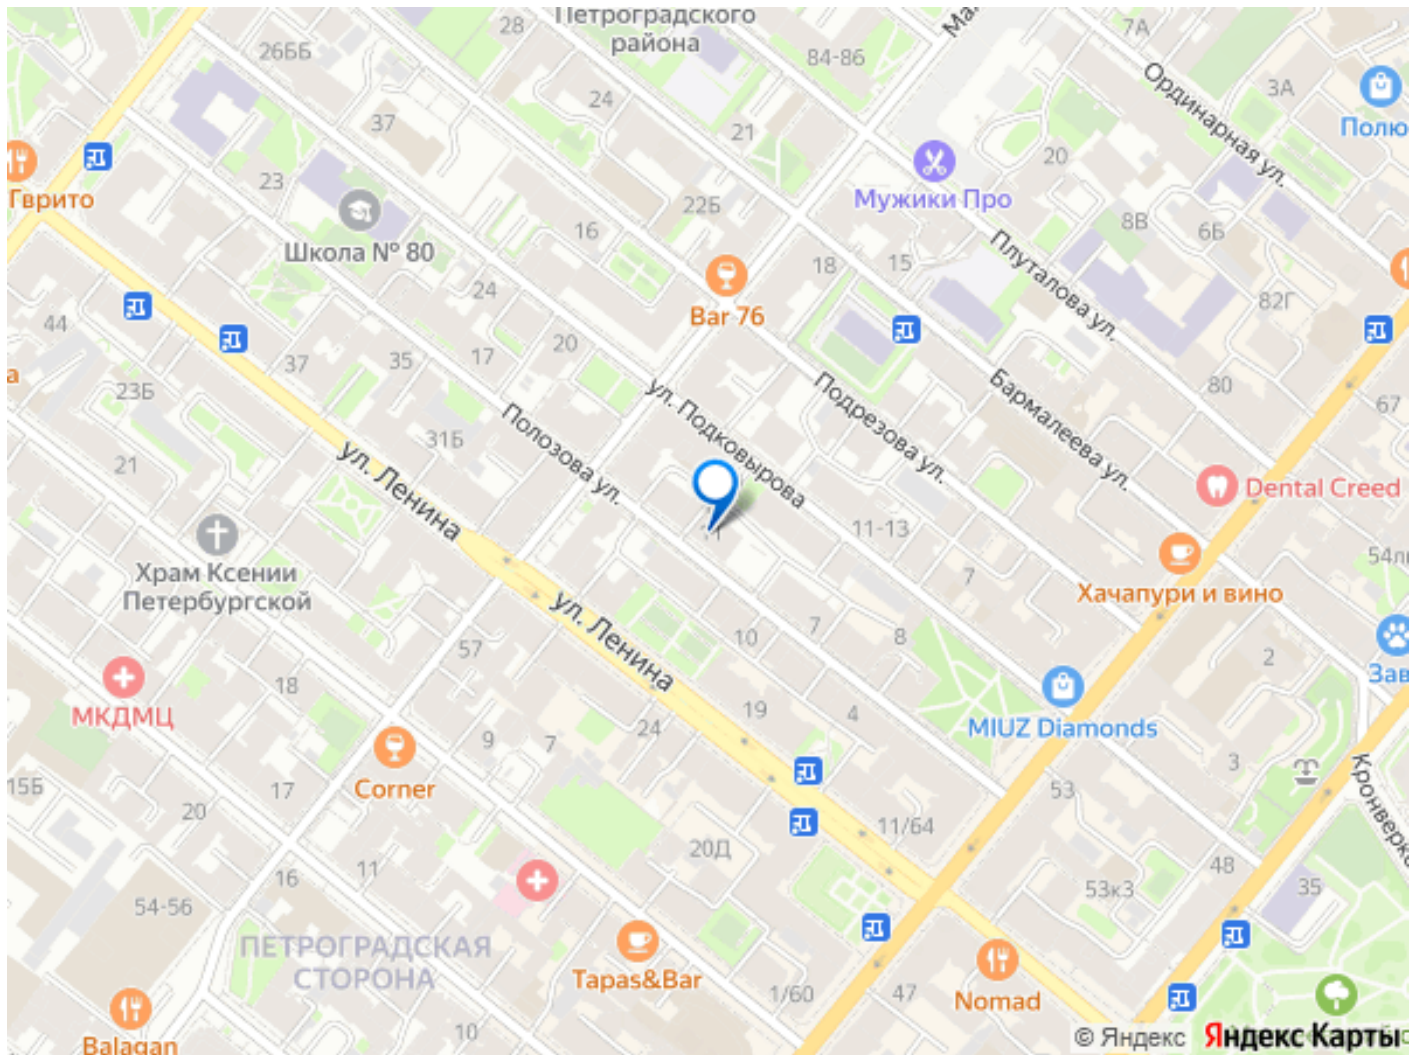 28
Петроградского
района
7А
26ББ
84-86
Ординарная ул.
3А
24
37
21
20
Гврито
23
Школа № 80
22Б
Мужики Про
16
8В
6Б
18
15
Плуталова ул.
24
82Г
44
Bar 76
37
35
17
20
23Б
80
67
Бармалеева ул.
Подрезова ул.
ул. Подковырова
Полозова ул.
31Б
ул. Ленина
21
Dental Creed
11-13
Храм Ксении
Петербургской
7
Хачапури и вино
ул. Ленина
10
7
8
57
2
18
МКДМЦ
19
4
24
9
7
MIUZ Diamonds
3
15Б
17
Corner
53
20
11/64
20Д
11
16
48
35
53к3
54-56
ПЕТРОГРАДСКАЯ
СТОРОНА
Tapas&Bar
1/60
47
Nomad
10
Balagan
© Яндекс
Яндекс Карты